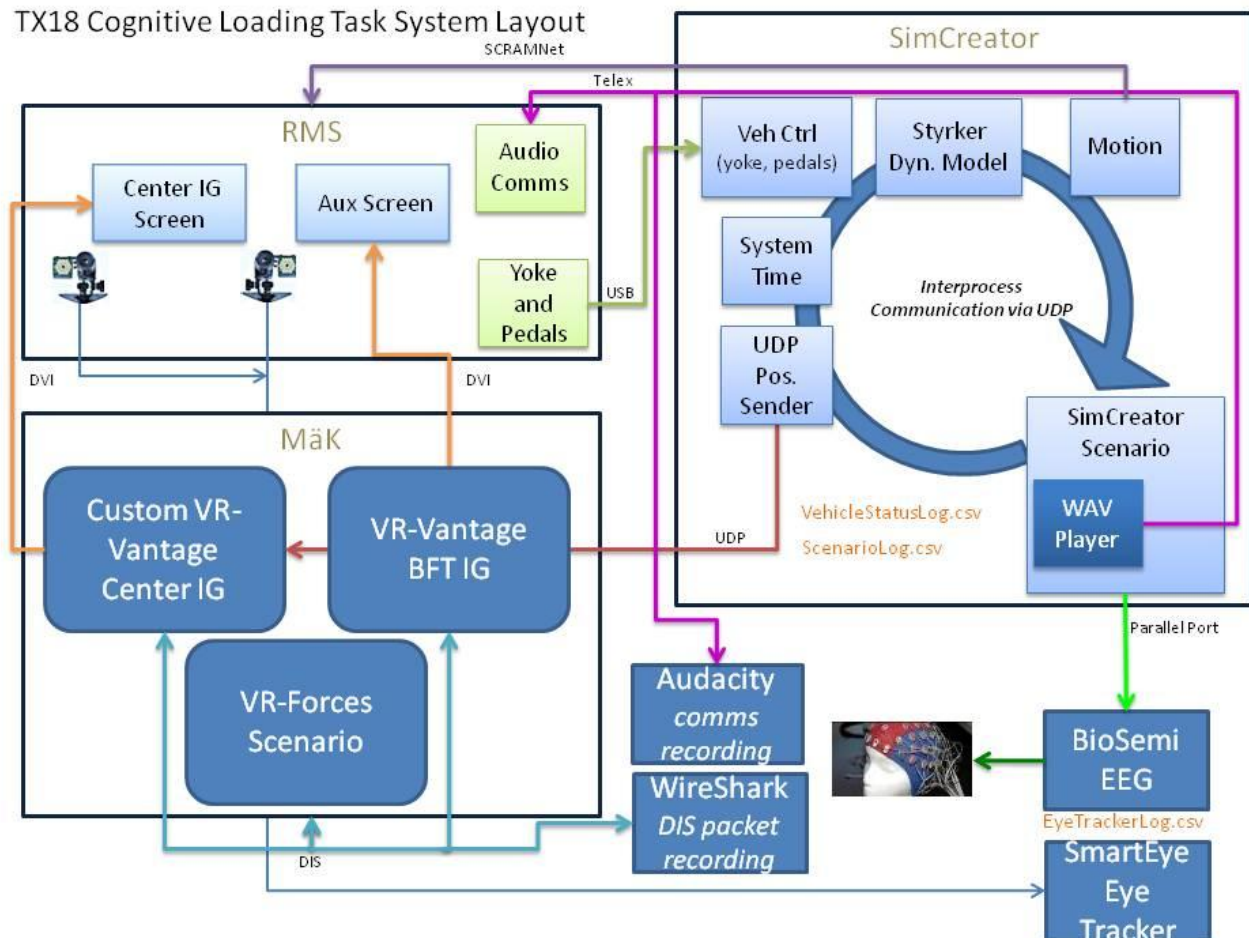 TX18 Cognitive Loading Task System Layout
SCRAMNet
Telex
RMS
Center IG
Screen
Aux Screen
Audio
Comms
Yoke
and
Pedals
USB
DVI
DVI
SimCreator
Veh Ctrl
(yoke, pedals)
Styrker
Dyn. Model
Motion
System
Time
Interprocess
Communication via UDP
UDP
Pos.
Sender
SimCreator
Scenario
WAV
Player
VehicleStatusLog.csv
ScenarioLog.csv
UDP
MäK
Custom VR-
Vantage
Center IG
VR-Vantage
BFT IG
VR-Forces
Scenario
DIS
Parallel Port
Audacity
comms
recording
WireShark
DIS packet
recording
BioSemi
EEG
EyeTrackerLog.csv
SmartEye
Eye
Tracker